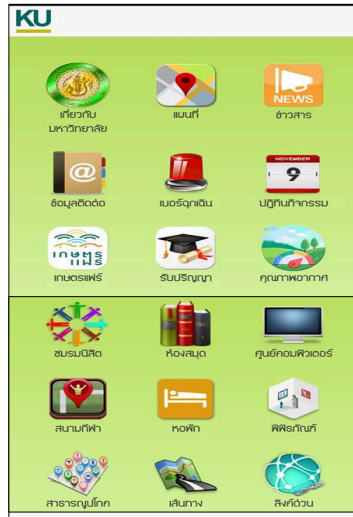 KU
NEWS
เกี่ยวกับ
มหาวิทยาลัย
แผนที่
ข่าวสาร
@
NOVEMBER
9
ข้อมูลติดต่อ
เบอร์ฉุกเฉิน
ปฏิทินกิจกรรม
เกษตร
แฟร์
เกษตรแฟร์
รับปริญญา
คุณภาพอากาศ
ชมรมนิสิต
ห้องสมุด
ศูนย์คอมพิวเตอร์
สนามกีฬา
หอพัก
พิพิธภัณฑ์
สาธารณูปโภค
เส้นทาง
ลิงค์ด่วน